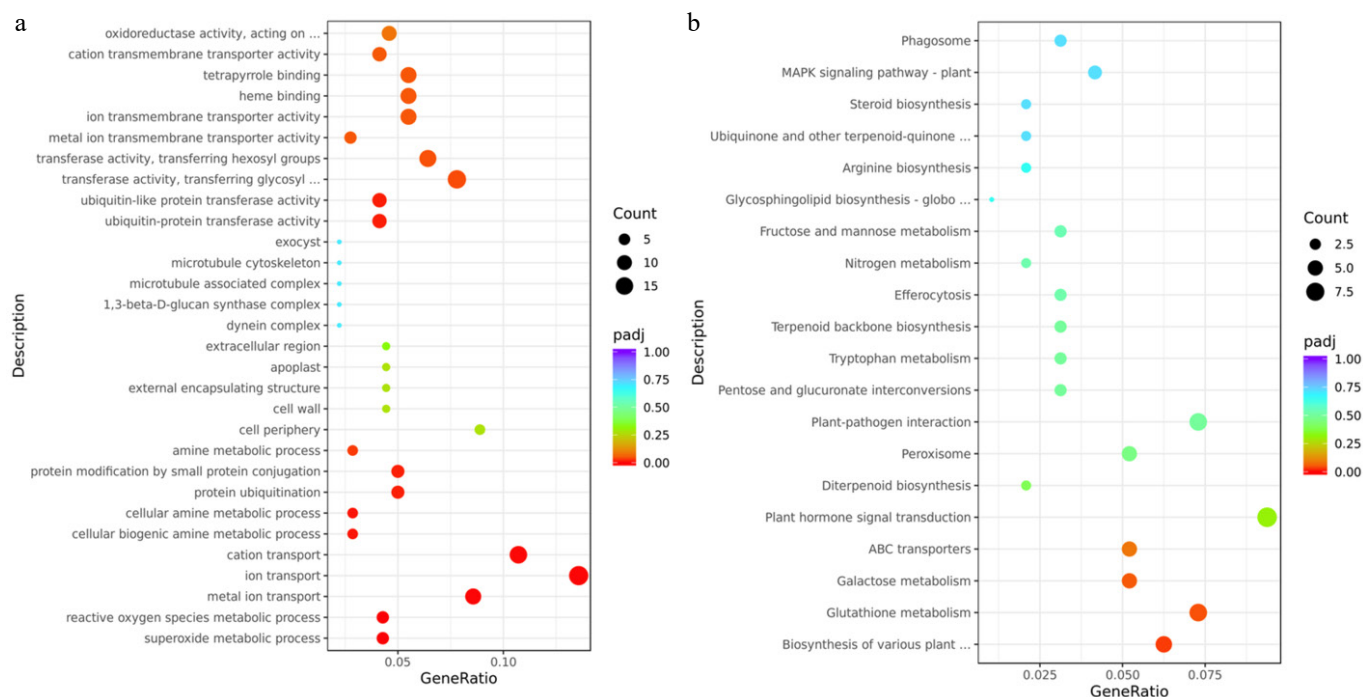 a
oxidoreductase activity, acting on ...
cation transmembrane transporter activity
tetrapyrrole binding
heme binding
ion transmembrane transporter activity
metal ion transmembrane transporter activity
transferase activity, transferring hexosyl groups
transferase activity, transferring glycosyl ...
ubiquitin-like protein transferase activity
ubiquitin-protein transferase activity
exocyst
microtubule cytoskeleton
microtubule associated complex
1,3-beta-D-glucan synthase complex
dynein complex
extracellular region
apoplast
external encapsulating structure
cell wall
cell periphery
amine metabolic process
protein modification by small protein conjugation
protein ubiquitination
cellular amine metabolic process
cellular biogenic amine metabolic process
cation transport
ion transport
metal ion transport
reactive oxygen species metabolic process
superoxide metabolic process
Description
0.05 0.10
GeneRatio
Count
5
10
15
padj
1.00
0.75
0.50
0.25
0.00
b
Phagosome
MAPK signaling pathway - plant
Steroid biosynthesis
Ubiquinone and other terpenoid-quinone ...
Arginine biosynthesis
Glycosphingolipid biosynthesis - globo ...
Fructose and mannose metabolism
Nitrogen metabolism
Efferocytosis
Terpenoid backbone biosynthesis
Tryptophan metabolism
Pentose and glucuronate interconversions
Plant-pathogen interaction
Peroxisome
Diterpenoid biosynthesis
Plant hormone signal transduction
ABC transporters
Galactose metabolism
Glutathione metabolism
Biosynthesis of various plant ...
Description
0.025 0.050 0.075
GeneRatio
Count
2.5
5.0
7.5
padj
1.00
0.75
0.50
0.25
0.00